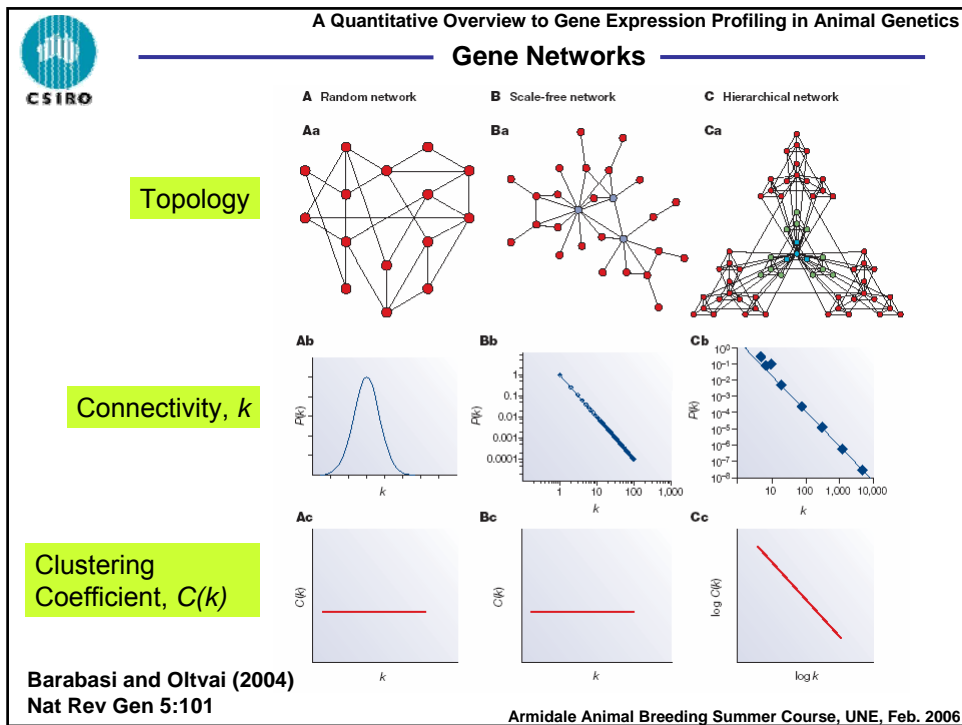 A Quantitative Overview to Gene Expression Profiling in Animal Genetics
Gene Networks
CSIRO
A Random network
B Scale-free network
C Hierarchical network
Topology
Aa
Ba
Ca
Connectivity, k
Ab
P(k)
k
Bb
P(k)
1
0.1
0.01
0.001
0.0001
1 10 100 1,000
k
Cb
P(k)
10⁰
10⁻¹
10⁻²
10⁻³
10⁻⁴
10⁻⁵
10⁻⁶
10⁻⁷
10⁻⁸
10 100 1,000 10,000
k
Clustering
Coefficient, C(k)
Ac
C(k)
k
Bc
C(k)
k
Cc
log C(k)
log k
Barabasi and Oltvai (2004)
Nat Rev Gen 5:101
Armidale Animal Breeding Summer Course, UNE, Feb. 2006